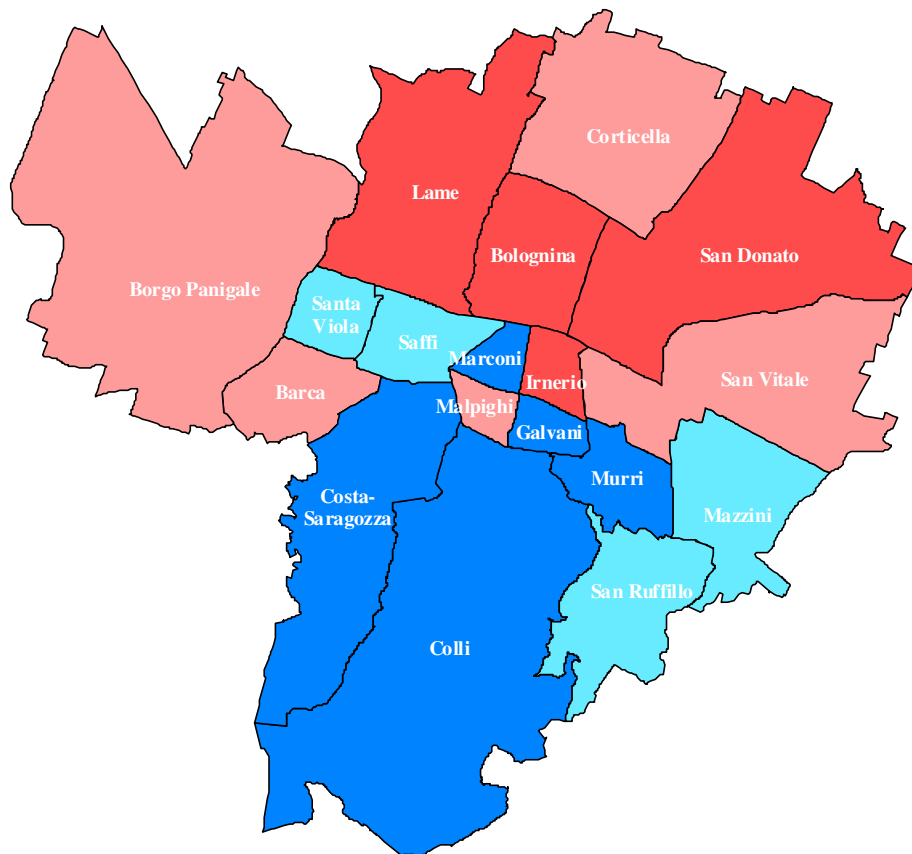 Corticella
Lame
Bolognina
San Donato
Borgo Panigale
Santa
Viola
Saffi
Marconi
Irnerio
San Vitale
Barca
Malpighi
Galvani
Murri
Costa-
Saragozza
Mazzini
San Ruffillo
Colli